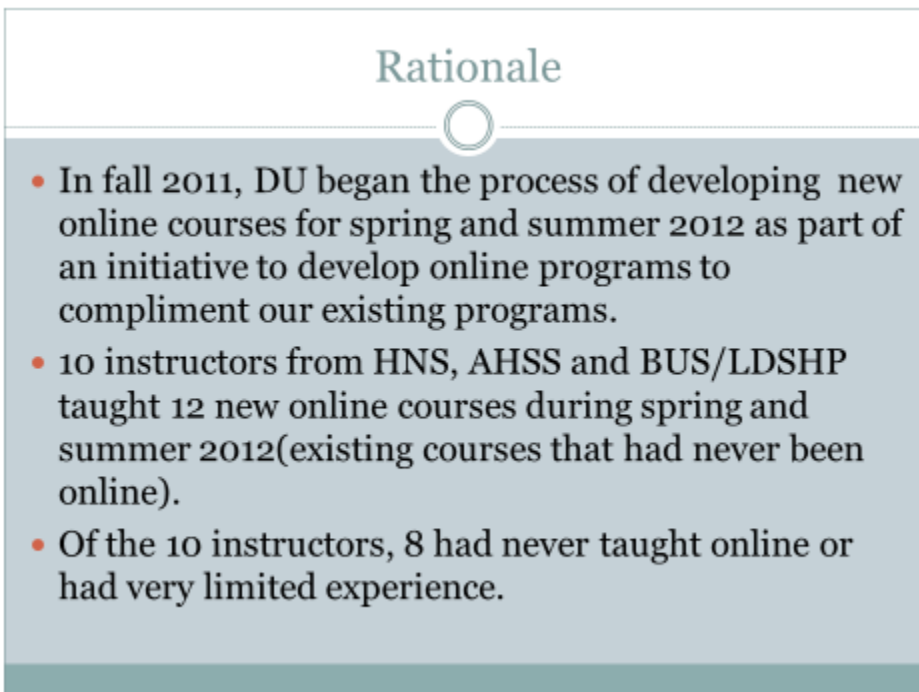 Rationale
• In fall 2011, DU began the process of developing  new
online courses for spring and summer 2012 as part of
an initiative to develop online programs to
compliment our existing programs.
• 10 instructors from HNS, AHSS and BUS/LDSHP
taught 12 new online courses during spring and
summer 2012(existing courses that had never been
online).
• Of the 10 instructors, 8 had never taught online or
had very limited experience.